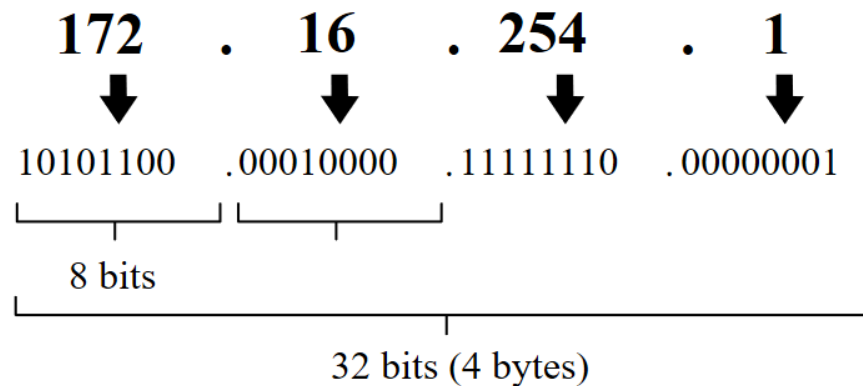 172 . 16 . 254 . 1
10101100 .00010000 .11111110 .00000001
8 bits
32 bits (4 bytes)